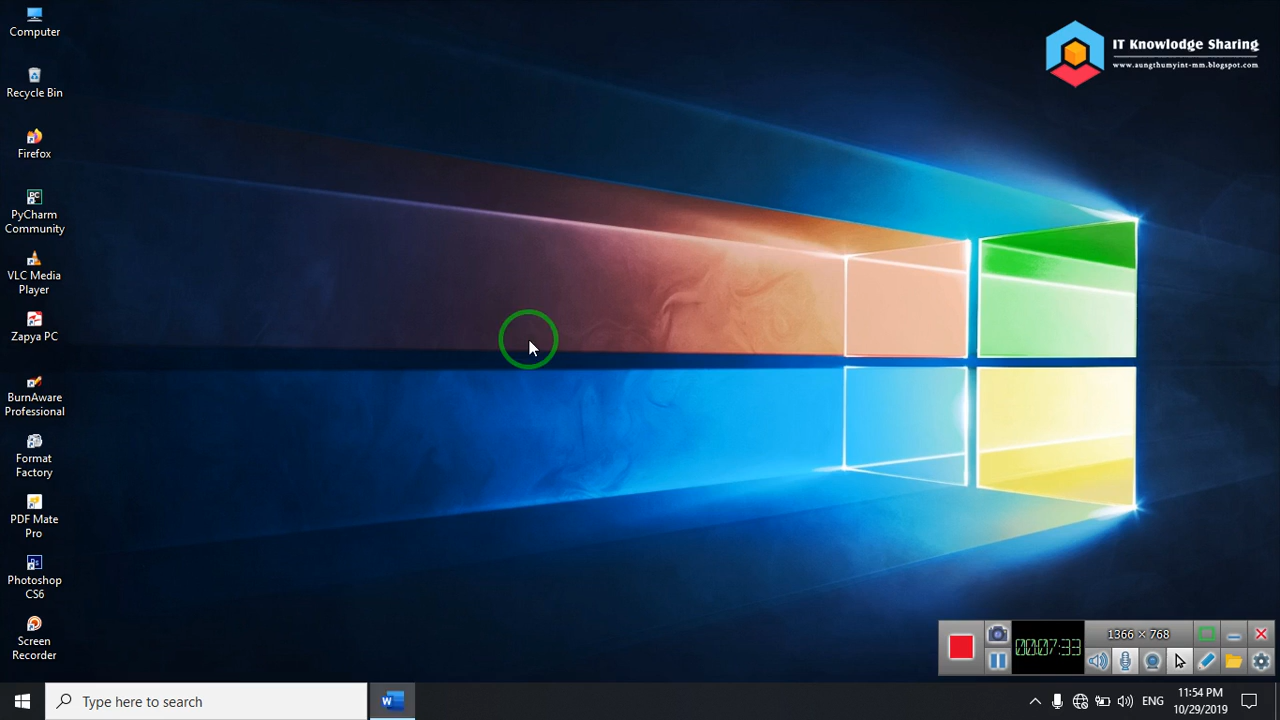 Computer
Recycle Bin
Firefox
PyCharm
Community
VLC Media
Player
Zapya PC
BurnAware
Professional
Format
Factory
PDF Mate
Pro
Photoshop
CS6
Screen
Recorder
IT Knowlodge Sharing
www.aungthumyint-mm.blogspot.com
1366 × 768
00:07:33
Type here to search
ENG
11:54 PM
10/29/2019